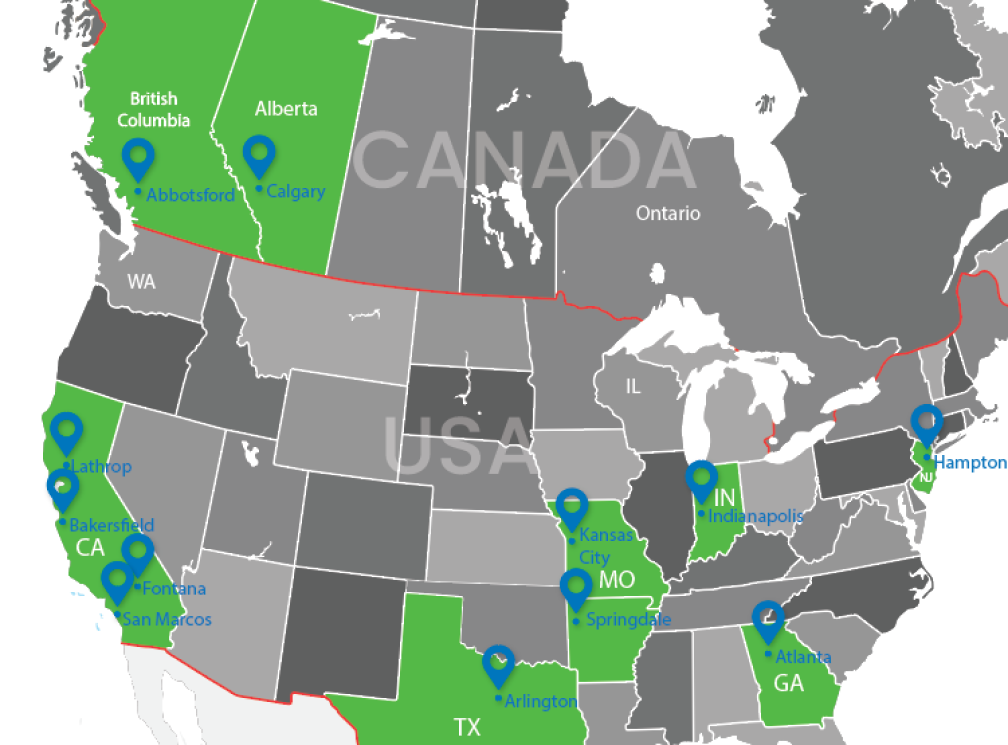 British
Columbia
Alberta
CANADA
Abbotsford
Calgary
Ontario
WA
IL
USA
Lathrop
Hampton
NJ
IN
Indianapolis
Bakersfield
Kansas
City
CA
MO
Fontana
San Marcos
Springdale
Atlanta
GA
Arlington
TX